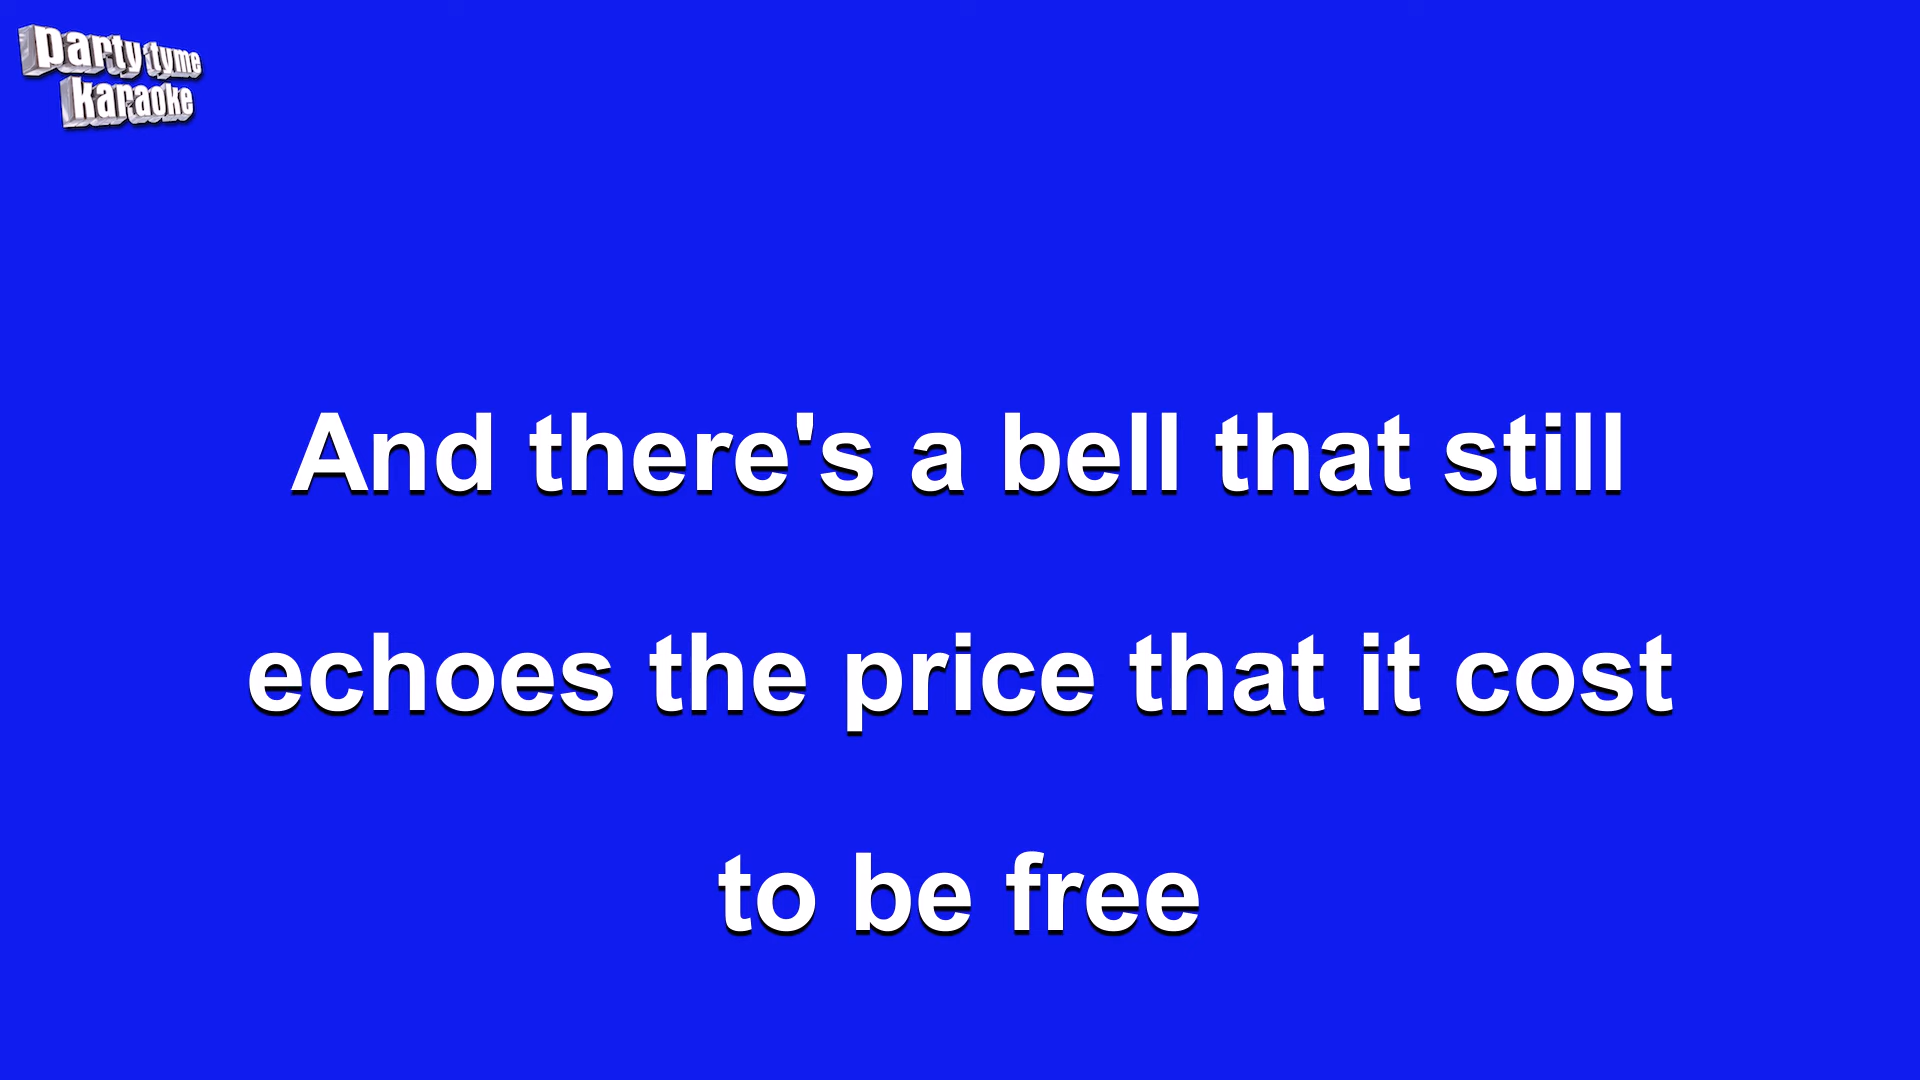 party tyme
karaoke
And there's a bell that still
echoes the price that it cost
to be free